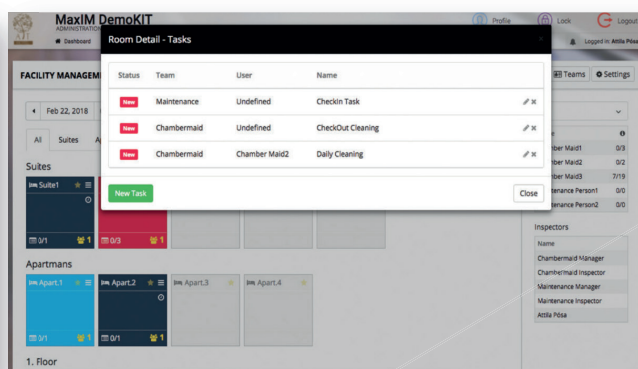 MaxIM DemoKIT
ADMINISTRATION
Profile
Lock
Logout
Dashboard
Logged in: Attila Pósa
Room Detail - Tasks
Status Team User Name
New Maintenance Undefined CheckIn Task
New Chambermaid Undefined CheckOut Cleaning
New Chambermaid Chamber Maid2 Daily Cleaning
New Task
Close
FACILITY MANAGEM
Teams
Settings
Feb 22, 2018
All Suites A
Suites
Suite1
0/1 1
0/3 1
Apartmans
Apart.1
Apart.2
Apart.3
Apart.4
0/1 1
0/1 1
1. Floor
ber Maid1 0/3
ber Maid2 0/2
ber Maid3 7/19
tenance Person1 0/0
tenance Person2 0/0
Inspectors
Name
Chambermaid Manager
Chambermaid Inspector
Maintenance Manager
Maintenance Inspector
Attila Pósa